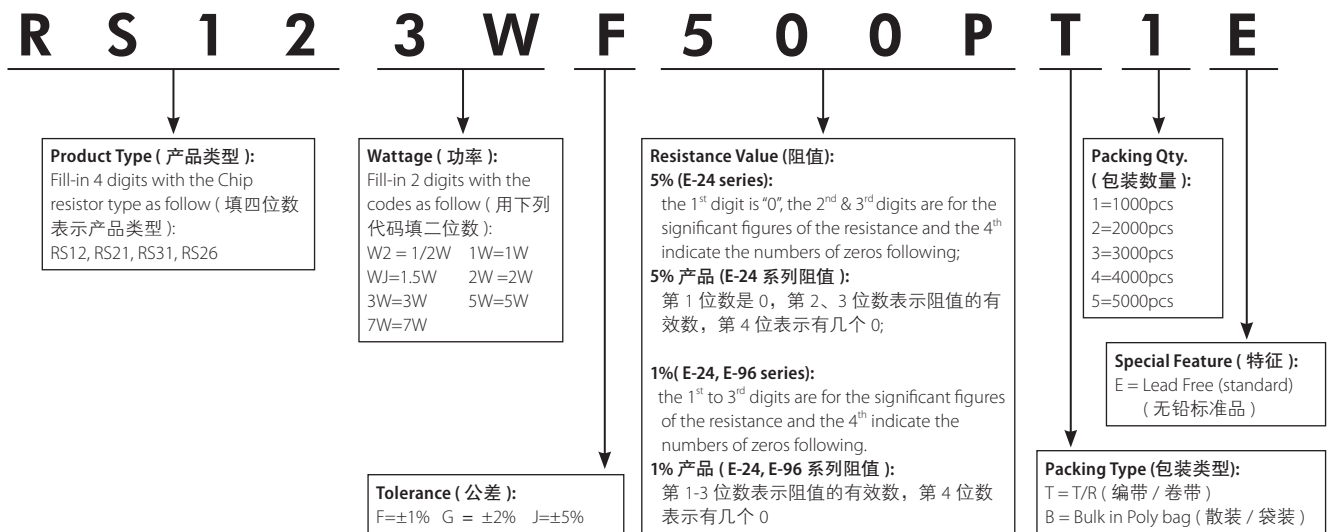 R S 1 2 3 W F 5 0 0 P T 1 E
Product Type ( 产品类型 ):
Fill-in 4 digits with the Chip
resistor type as follow ( 填四位数
表示产品类型 ):
RS12, RS21, RS31, RS26
Wattage ( 功率 ):
Fill-in 2 digits with the
codes as follow ( 用下列
代码填二位数 ):
W2 = 1/2W 1W=1W
WJ=1.5W 2W =2W
3W=3W 5W=5W
7W=7W
Tolerance ( 公差 ):
F=±1% G = ±2% J=±5%
Resistance Value (阻值):
5% (E-24 series):
the 1st digit is "0", the 2nd & 3rd digits are for the
significant figures of the resistance and the 4th
indicate the numbers of zeros following;
5% 产品 (E-24 系列阻值 ):
第 1 位数是 0，第 2、3 位数表示阻值的有
效数，第 4 位表示有几个 0;
1%( E-24, E-96 series):
the 1st to 3rd digits are for the significant figures
of the resistance and the 4th indicate the
numbers of zeros following.
1% 产品 ( E-24, E-96 系列阻值 ):
第 1-3 位数表示阻值的有效数，第 4 位数
表示有几个 0
Packing Qty.
( 包装数量 ):
1=1000pcs
2=2000pcs
3=3000pcs
4=4000pcs
5=5000pcs
Special Feature ( 特征 ):
E = Lead Free (standard)
( 无铅标准品 )
Packing Type (包装类型):
T = T/R ( 编带 / 卷带 )
B = Bulk in Poly bag ( 散装 / 袋装 )